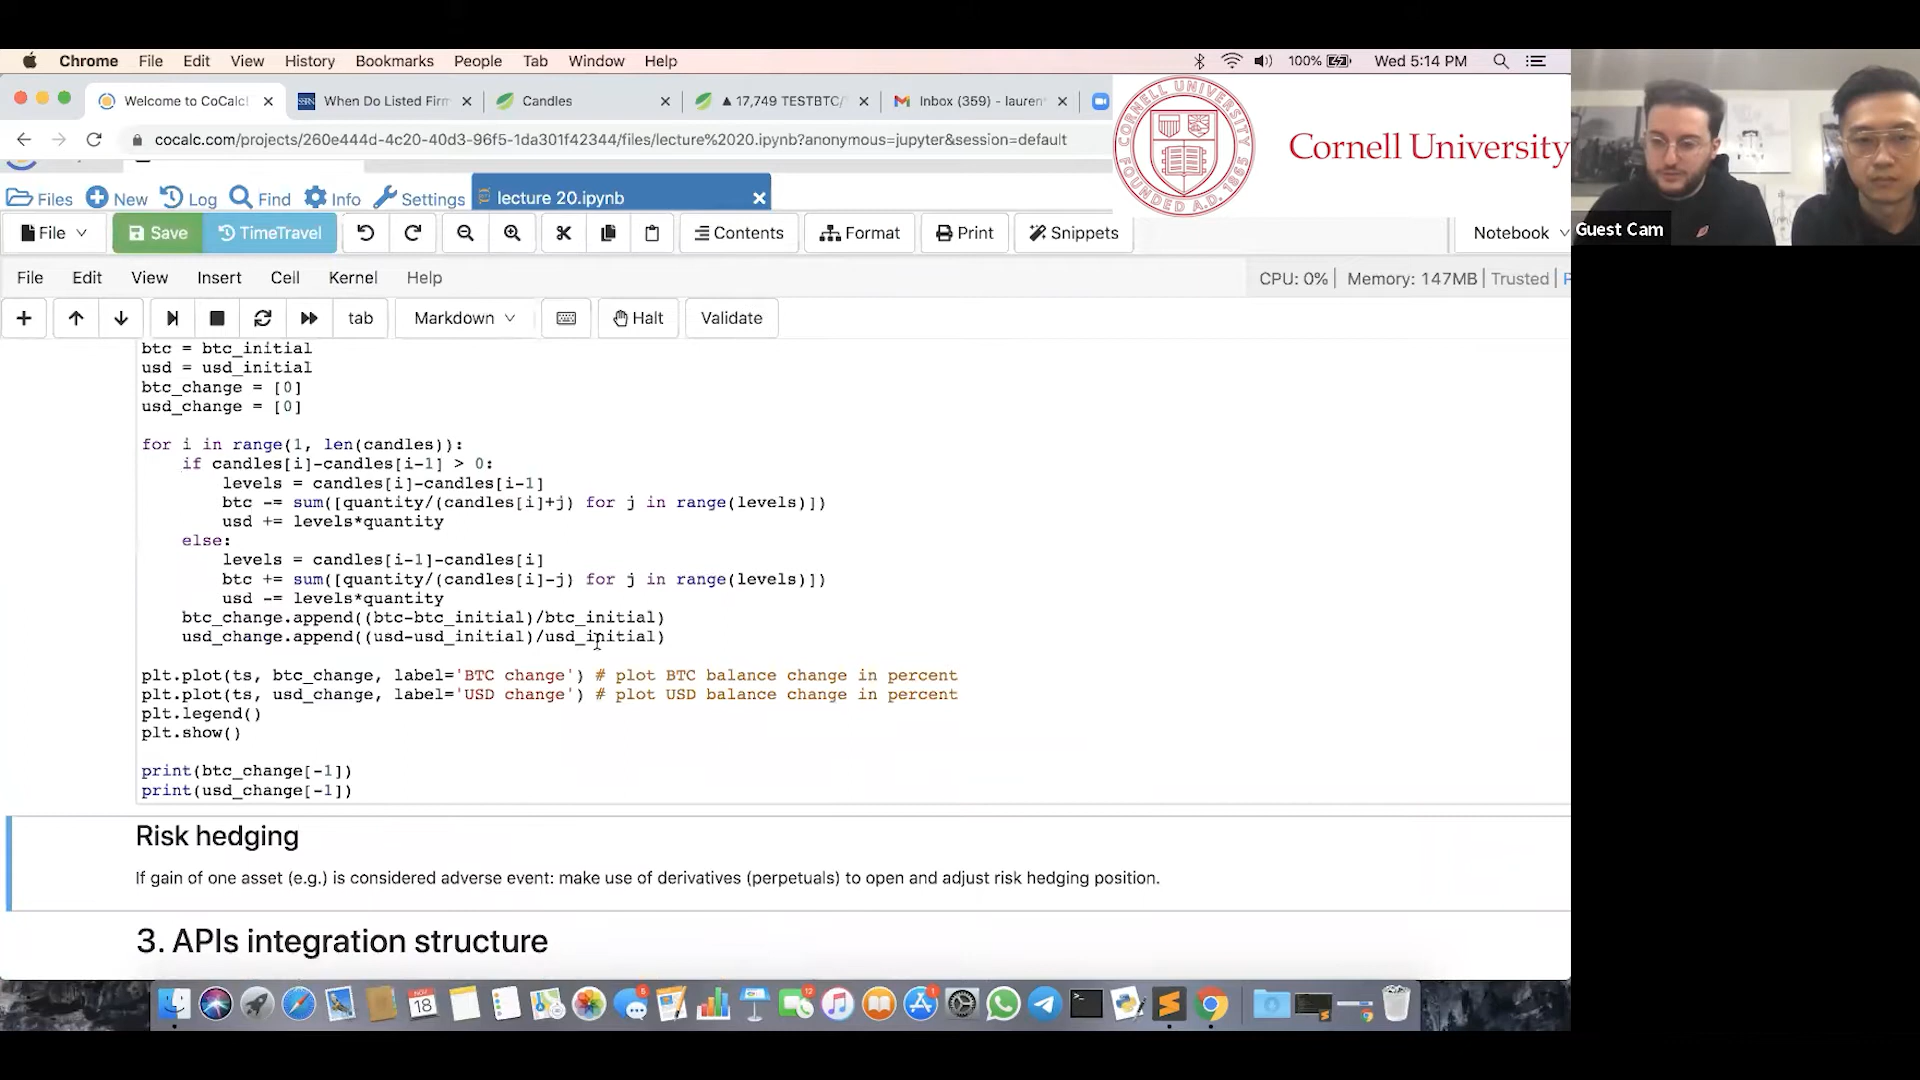 Chrome File Edit View History Bookmarks People Tab Window Help 100% Wed 5:14 PM
Welcome to CoCalc! When Do Listed Firm Candles ▲ 17,749 TESTBTC/ Inbox (359) - lauren
cocalc.com/projects/260e444d-4c20-40d3-96f5-1da301f42344/files/lecture%2020.ipynb?anonymous=jupyter&session=default
CORNELL UNIVERSITY
FOUNDED A.D. 1865
Cornell University
Files New Log Find Info Settings lecture 20.ipynb
File Save TimeTravel Contents Format Print Snippets Notebook
Guest Cam
File Edit View Insert Cell Kernel Help CPU: 0% | Memory: 147MB | Trusted |
tab Markdown Halt Validate
btc = btc_initial
usd = usd_initial
btc_change = [0]
usd_change = [0]
for i in range(1, len(candles)):
if candles[i]-candles[i-1] > 0:
levels = candles[i]-candles[i-1]
btc -= sum([quantity/(candles[i]+j) for j in range(levels)])
usd += levels*quantity
else:
levels = candles[i-1]-candles[i]
btc += sum([quantity/(candles[i]-j) for j in range(levels)])
usd -= levels*quantity
btc_change.append((btc-btc_initial)/btc_initial)
usd_change.append((usd-usd_initial)/usd_initial)
plt.plot(ts, btc_change, label='BTC change') # plot BTC balance change in percent
plt.plot(ts, usd_change, label='USD change') # plot USD balance change in percent
plt.legend()
plt.show()
print(btc_change[-1])
print(usd_change[-1])
Risk hedging
If gain of one asset (e.g.) is considered adverse event: make use of derivatives (perpetuals) to open and adjust risk hedging position.
3. APIs integration structure
NOV
18
5
12
1